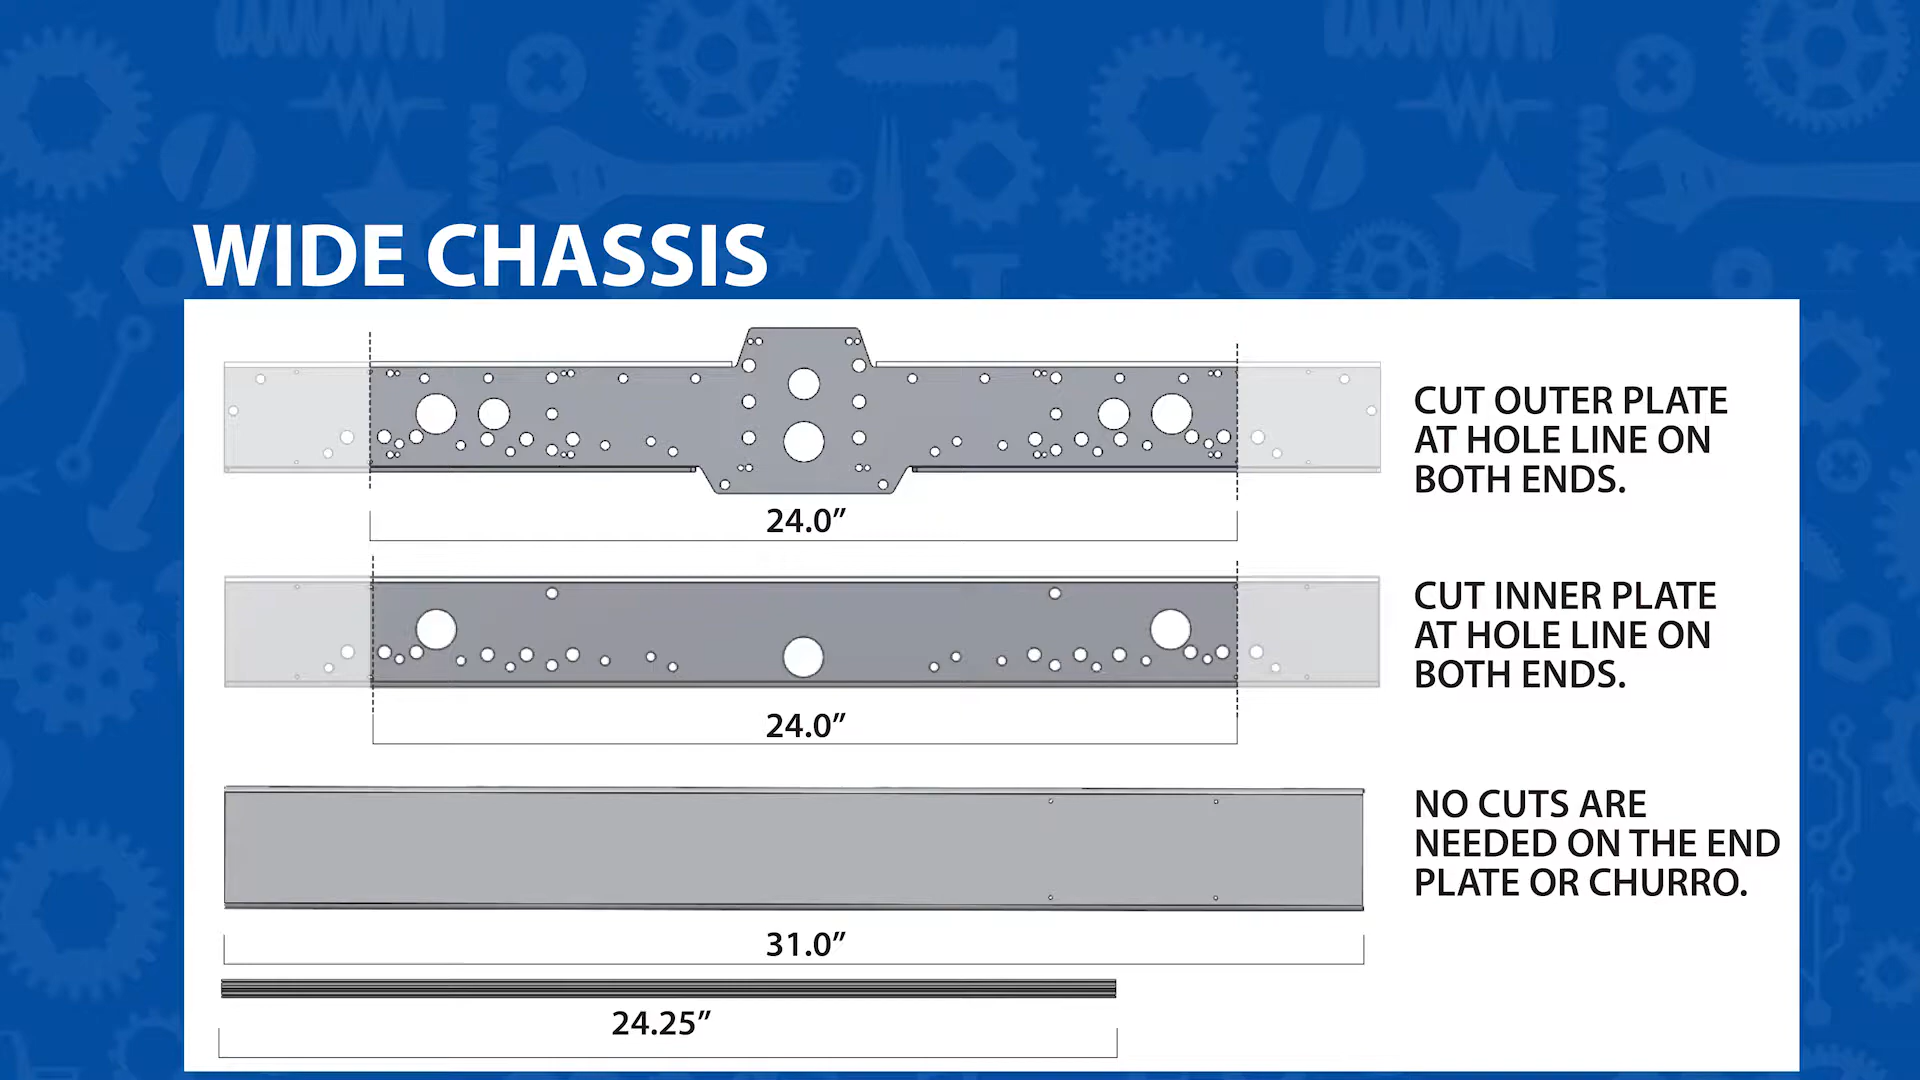 WIDE CHASSIS
CUT OUTER PLATE
AT HOLE LINE ON
BOTH ENDS.
24.0”
CUT INNER PLATE
AT HOLE LINE ON
BOTH ENDS.
24.0”
NO CUTS ARE
NEEDED ON THE END
PLATE OR CHURRO.
31.0”
24.25”